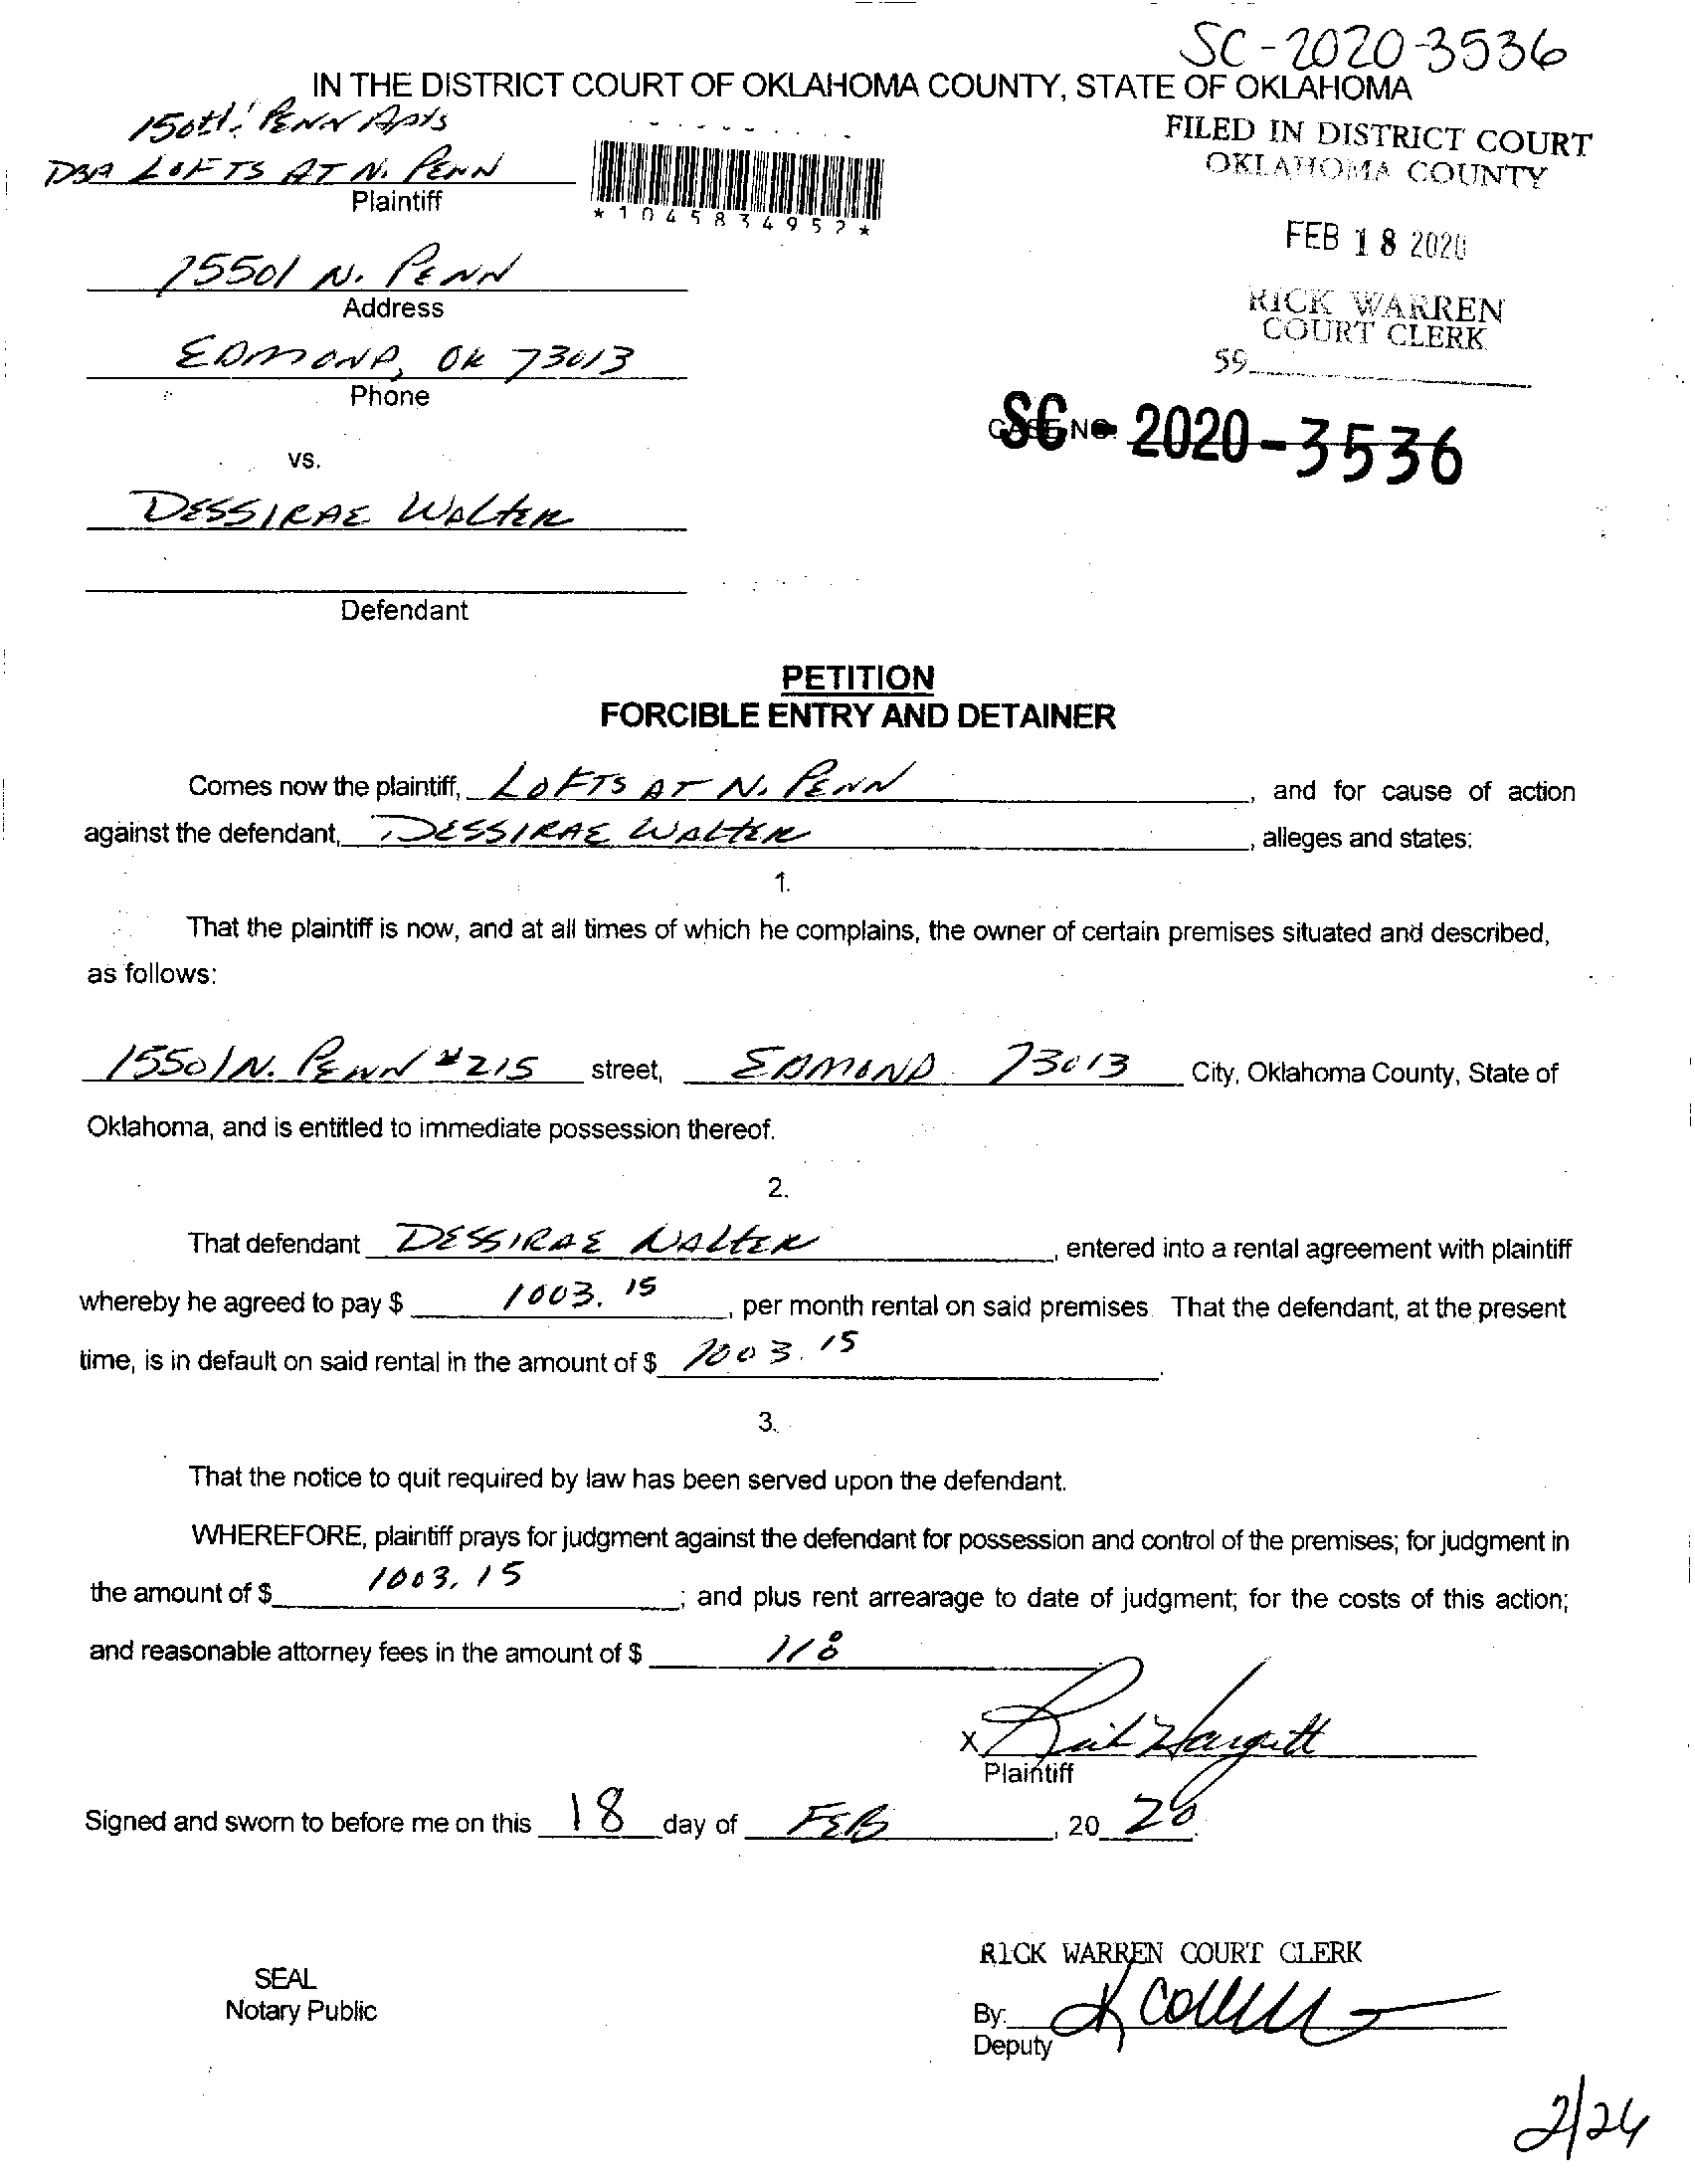 SC-2020-3536
IN THE DISTRICT COURT OF OKLAHOMA COUNTY, STATE OF OKLAHOMA
150th PENN Apts
DBA LOFTS AT N. PENN
Plaintiff
*1045834952*
FILED IN DISTRICT COURT
OKLAHOMA COUNTY
FEB 18 2020
RICK WARREN
COURT CLERK
59
15501 N. PENN
Address
EDMOND, OK 73013
Phone
CASE NO.
SC - 2020-3536
vs.
DESSIRAE WALTER
Defendant
PETITION
FORCIBLE ENTRY AND DETAINER
Comes now the plaintiff, LOFTS AT N. PENN, and for cause of action
against the defendant, DESSIRAE WALTER, alleges and states:
1.
That the plaintiff is now, and at all times of which he complains, the owner of certain premises situated and described,
as follows:
15501 N. PENN #215 street, EDMOND 73013 City, Oklahoma County, State of
Oklahoma, and is entitled to immediate possession thereof.
2.
That defendant DESSIRAE WALTER, entered into a rental agreement with plaintiff
whereby he agreed to pay $ 1003.15, per month rental on said premises. That the defendant, at the present
time, is in default on said rental in the amount of $ 1003.15.
3.
That the notice to quit required by law has been served upon the defendant.
WHEREFORE, plaintiff prays for judgment against the defendant for possession and control of the premises; for judgment in
the amount of $ 1003.15; and plus rent arrearage to date of judgment; for the costs of this action;
and reasonable attorney fees in the amount of $
X
Plaintiff
Signed and sworn to before me on this 18 day of FEB, 20 20.
RICK WARREN COURT CLERK
SEAL
Notary Public
By:
Deputy
2/24